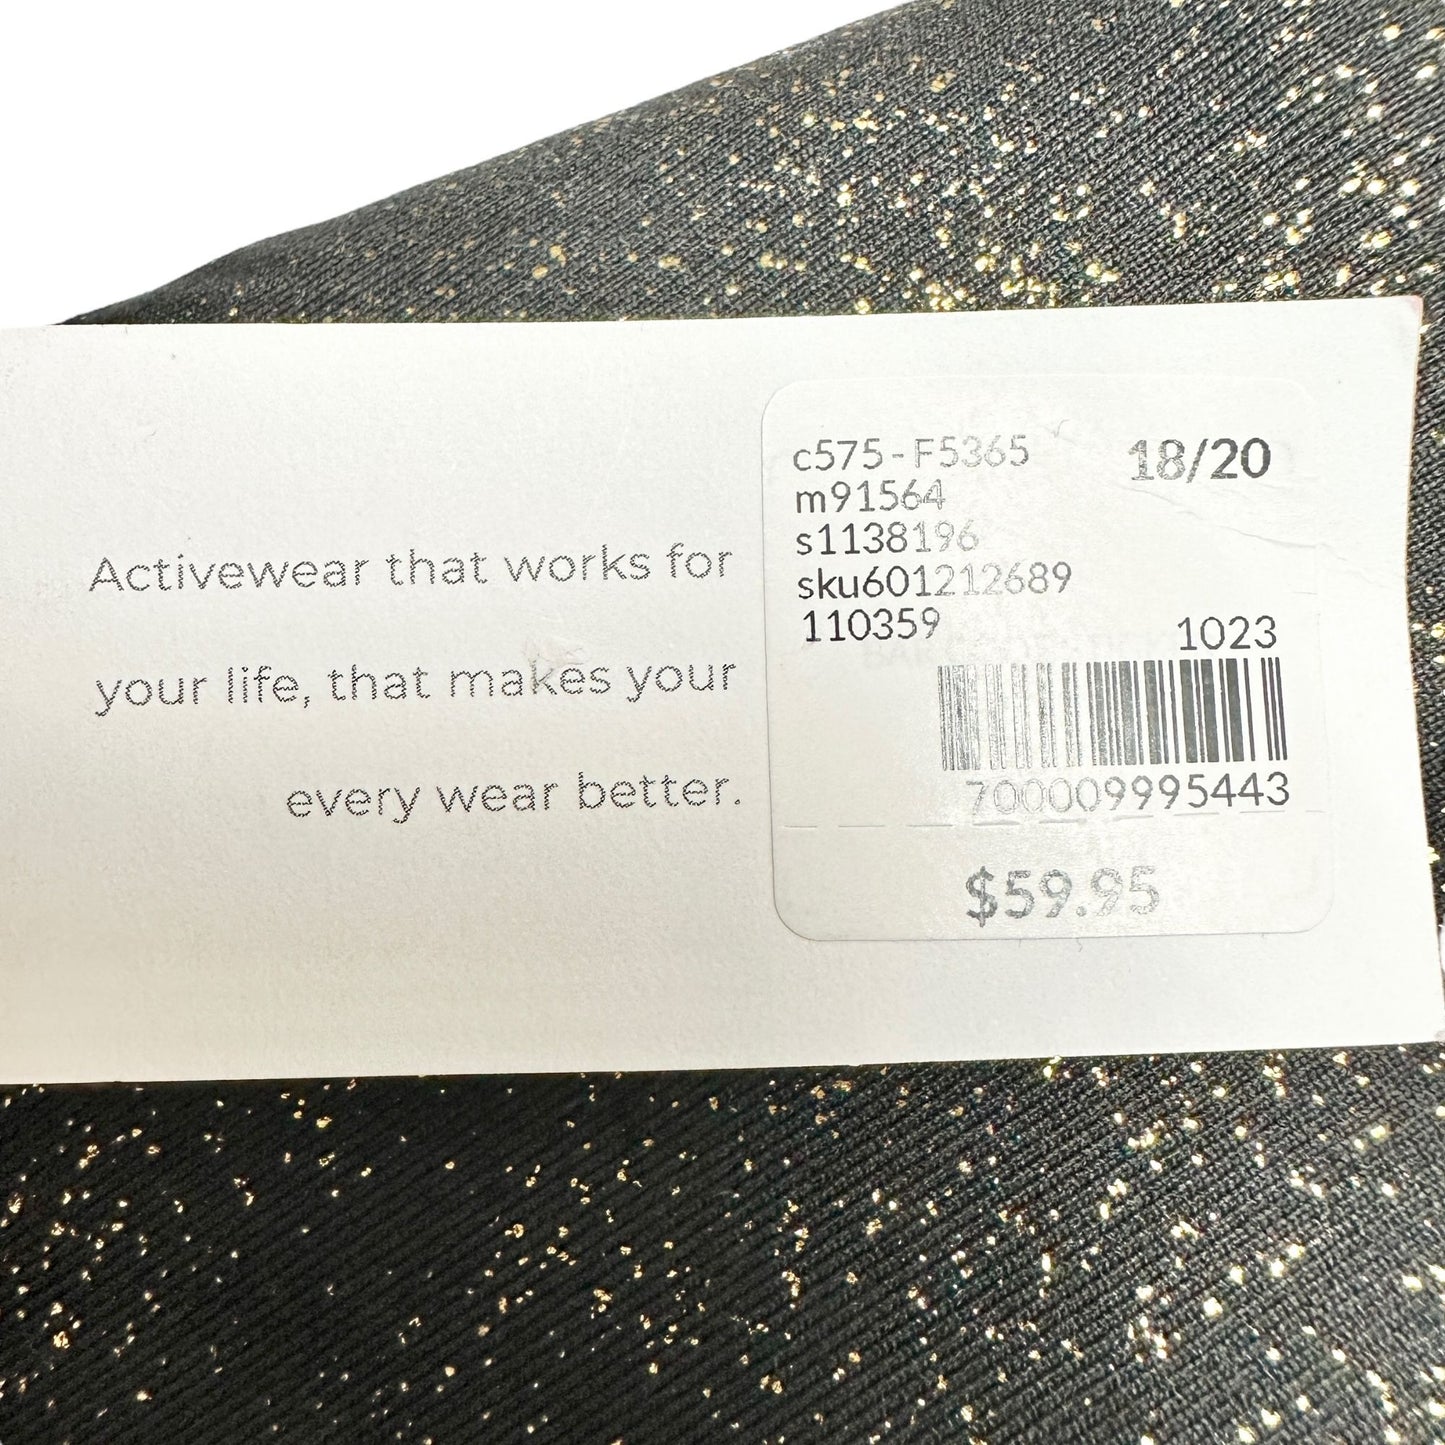 Activewear that works for
your life, that makes your
every wear better.
c575-F5365 18/20
m91564
s1138196
sku601212689
110359 1023
700009995443
$59.95